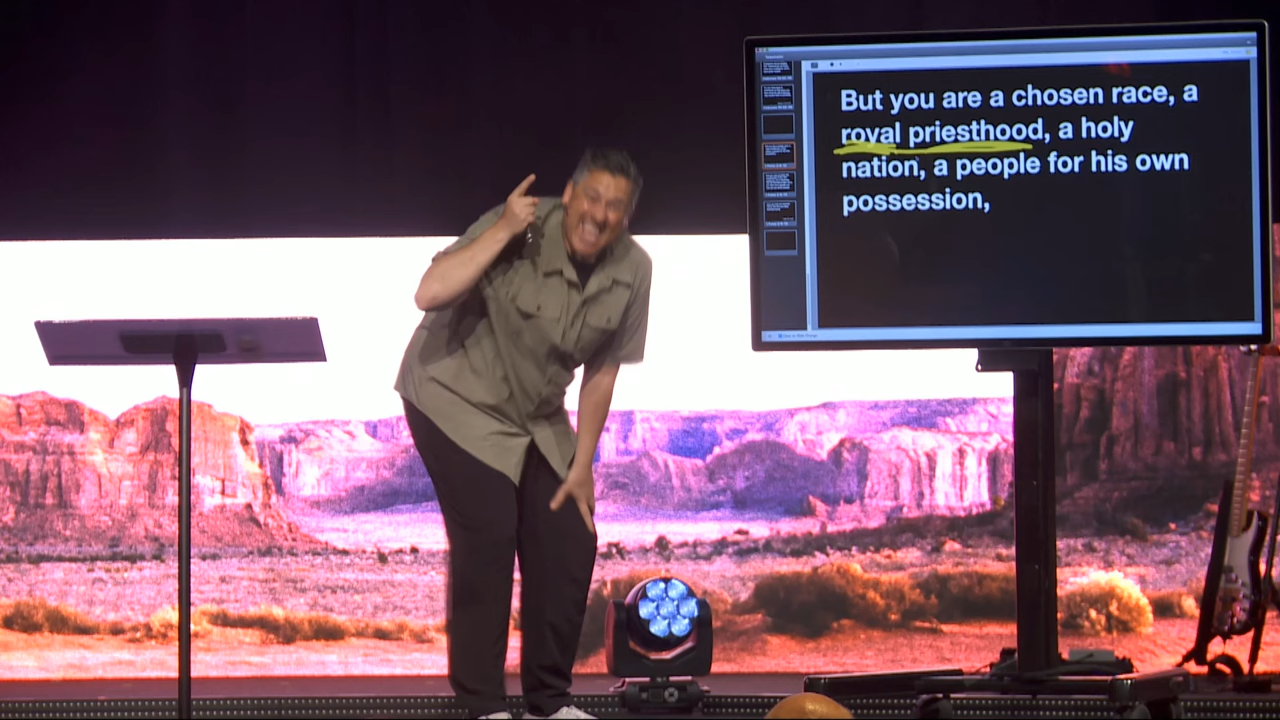 But you are a chosen race, a
royal priesthood, a holy
nation, a people for his own
possession,